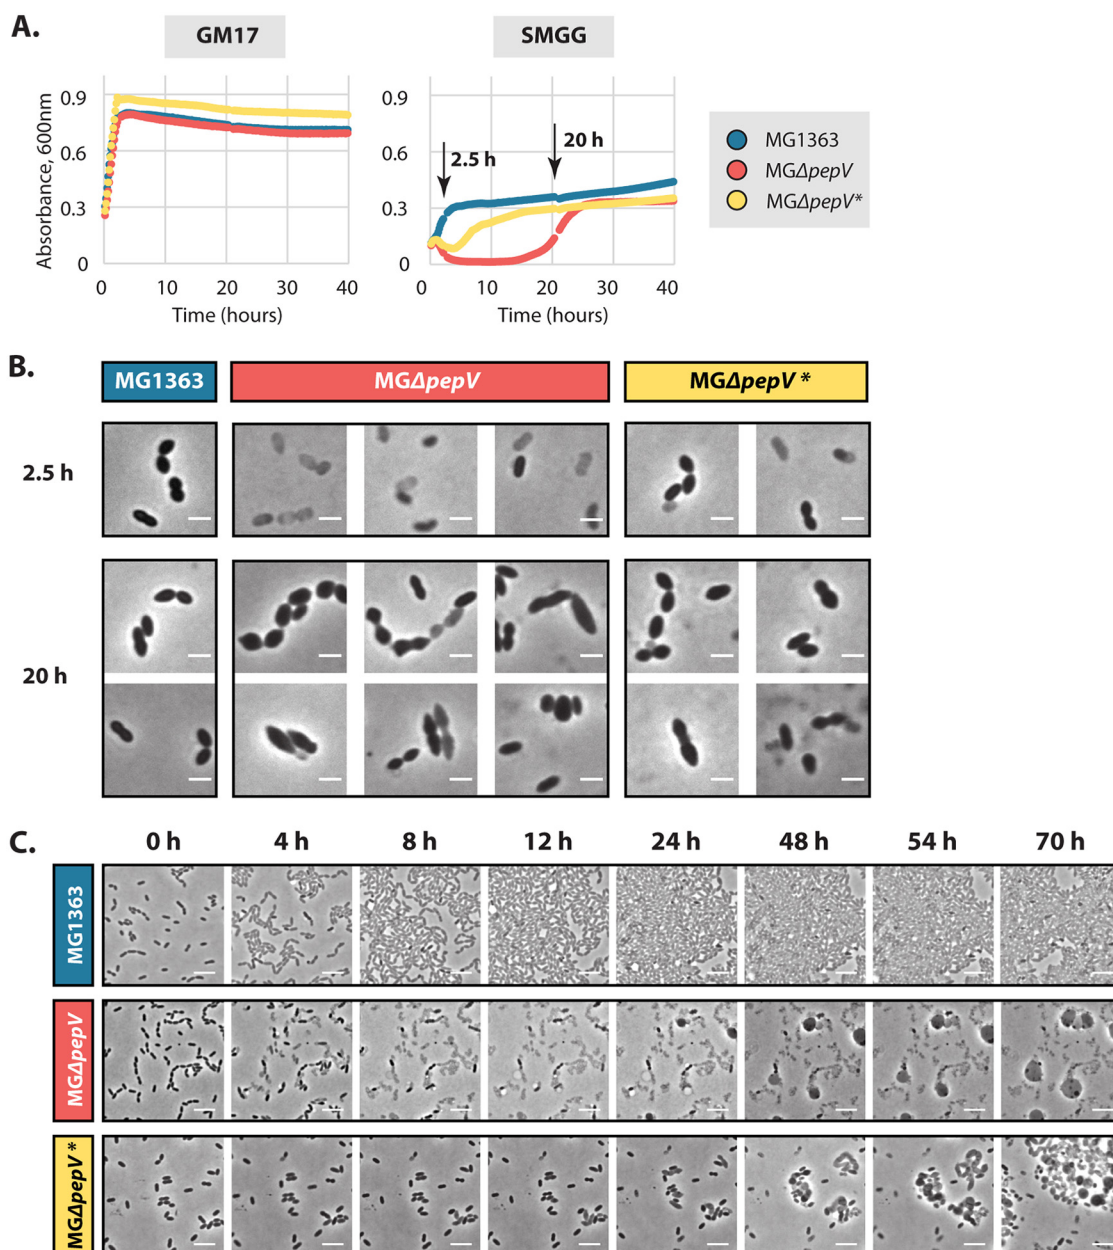 A.
GM17
SMGG
Absorbance, 600nm
0.9
0.6
0.3
0
0 10 20 30 40
Time (hours)
0.9
0.6
0.3
0
2.5 h
20 h
0 10 20 30 40
Time (hours)
MG1363
MGΔpepV
MGΔpepV*
B.
MG1363
MGΔpepV
MGΔpepV *
2.5 h
20 h
C.
0 h 4 h 8 h 12 h 24 h 48 h 54 h 70 h
MG1363
MGΔpepV
MGΔpepV *